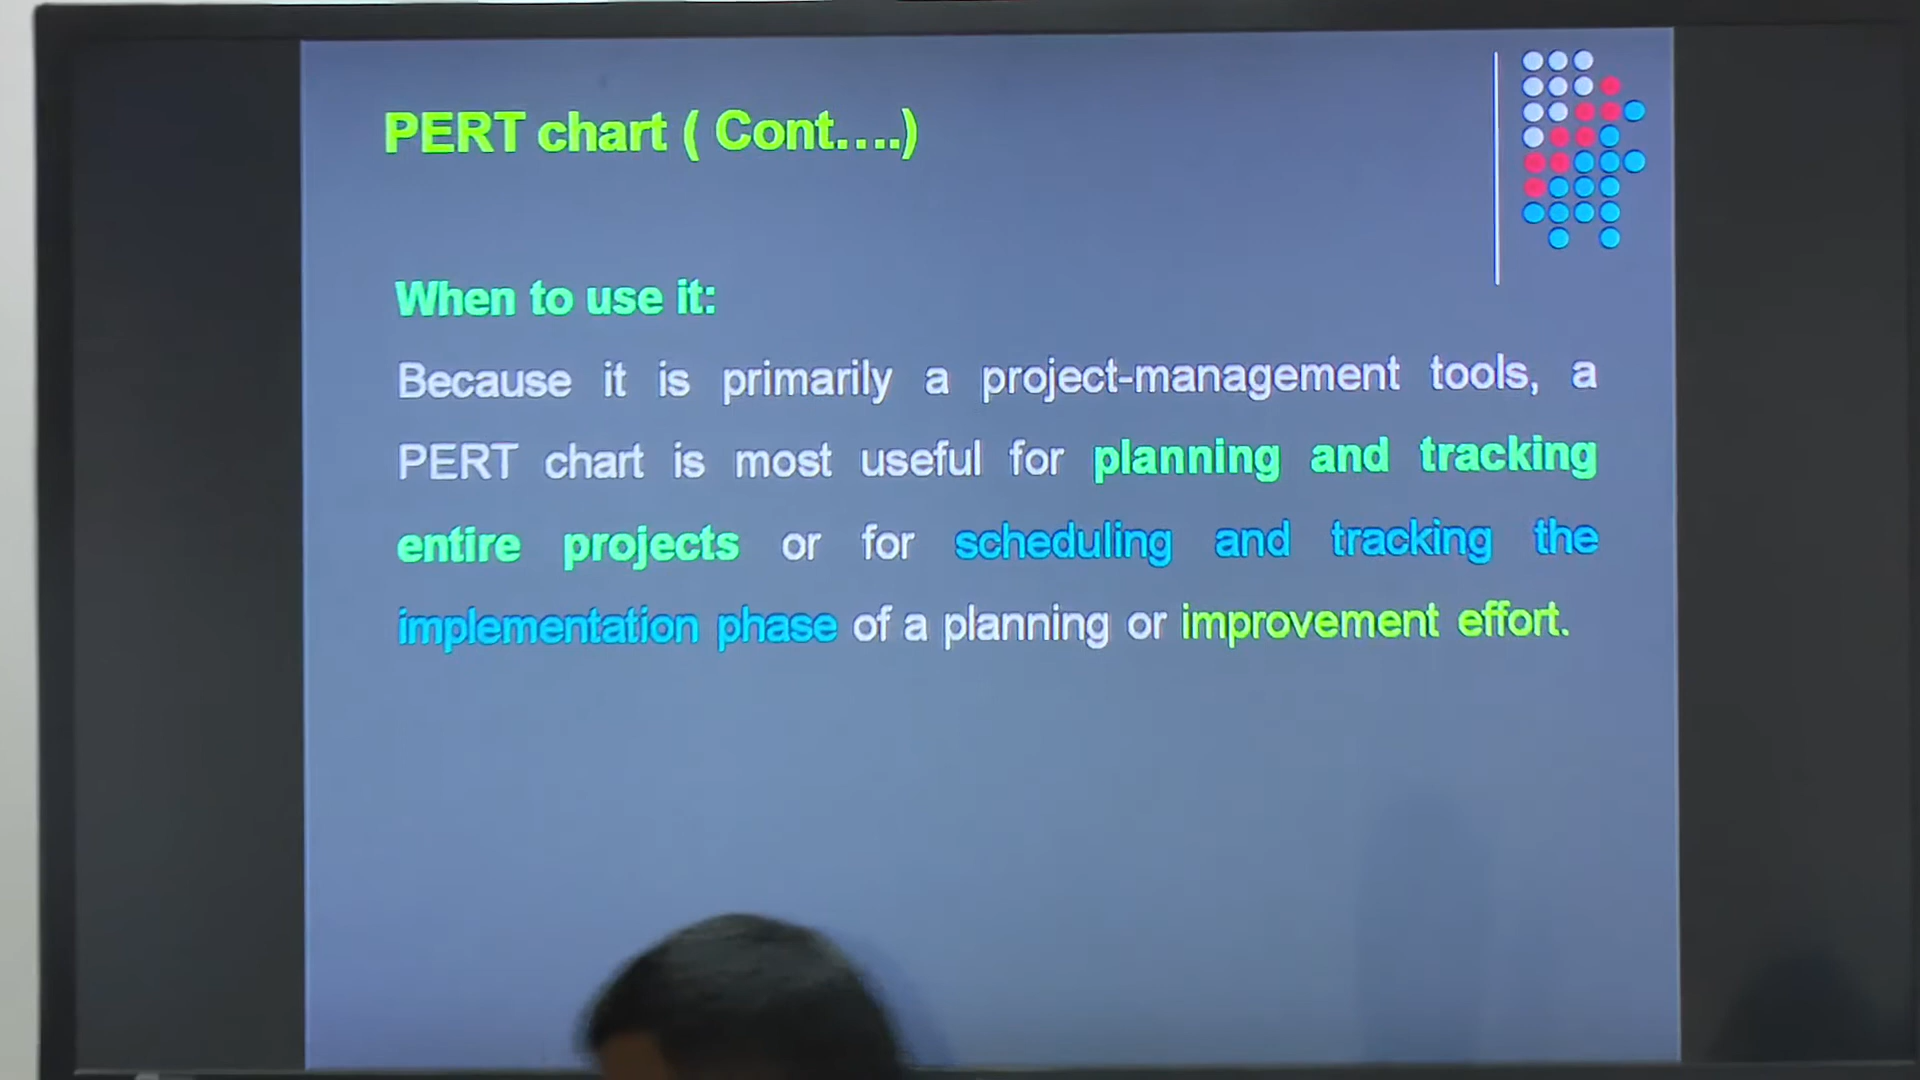 PERT chart ( Cont....)
When to use it:
Because it is primarily a project-management tools, a
PERT chart is most useful for planning and tracking
entire projects or for scheduling and tracking the
implementation phase of a planning or improvement effort.